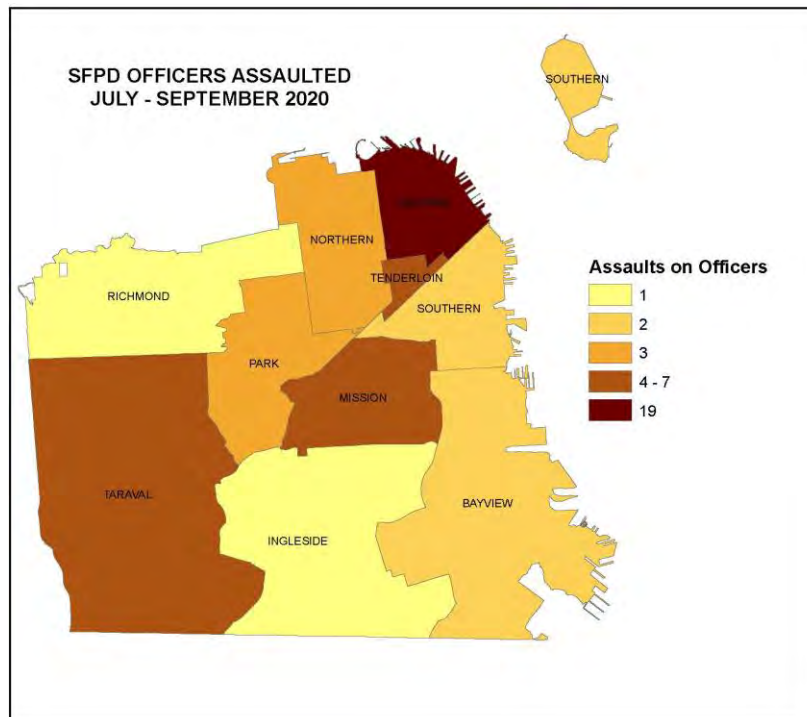 SFPD OFFICERS ASSAULTED
JULY - SEPTEMBER 2020
SOUTHERN
NORTHERN
TENDERLOIN
RICHMOND
SOUTHERN
PARK
MISSION
TARAVAL
BAYVIEW
INGLESIDE
Assaults on Officers
1
2
3
4 - 7
19